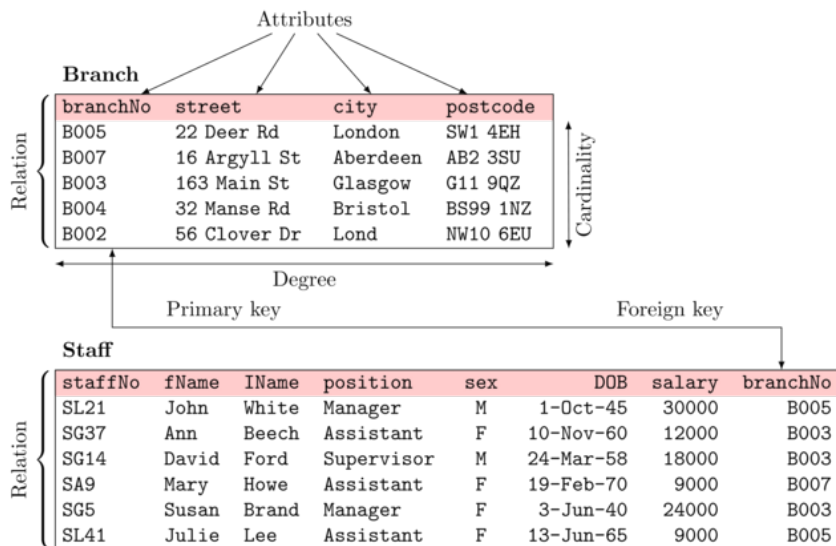 Attributes
Branch
branchNo street city postcode
B005 22 Deer Rd London SW1 4EH
B007 16 Argyll St Aberdeen AB2 3SU
B003 163 Main St Glasgow G11 9QZ
B004 32 Manse Rd Bristol BS99 1NZ
B002 56 Clover Dr Lond NW10 6EU
Relation
Cardinality
Degree
Primary key Foreign key
Staff
staffNo fName IName position sex DOB salary branchNo
SL21 John White Manager M 1-Oct-45 30000 B005
SG37 Ann Beech Assistant F 10-Nov-60 12000 B003
SG14 David Ford Supervisor M 24-Mar-58 18000 B003
SA9 Mary Howe Assistant F 19-Feb-70 9000 B007
SG5 Susan Brand Manager F 3-Jun-40 24000 B003
SL41 Julie Lee Assistant F 13-Jun-65 9000 B005
Relation